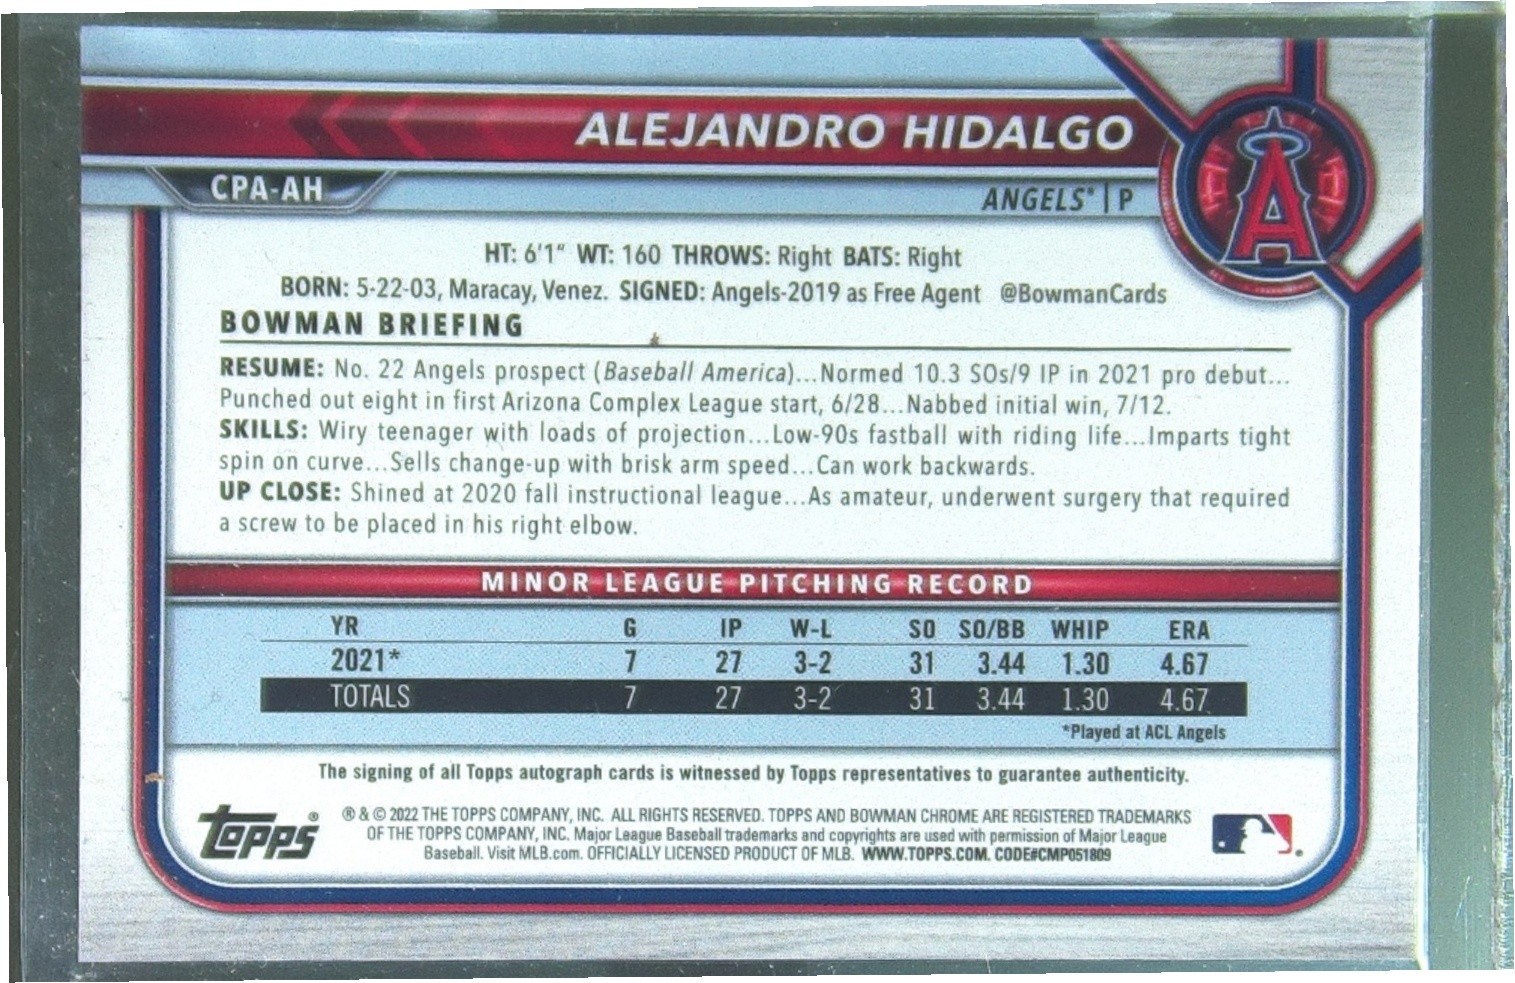 ALEJANDRO HIDALGO
CPA-AH
ANGELS® | P
A
HT: 6'1" WT: 160 THROWS: Right BATS: Right
BORN: 5-22-03, Maracay, Venez. SIGNED: Angels-2019 as Free Agent @BowmanCards
BOWMAN BRIEFING
RESUME: No. 22 Angels prospect (Baseball America)...Normed 10.3 SOs/9 IP in 2021 pro debut...
Punched out eight in first Arizona Complex League start, 6/28...Nabbed initial win, 7/12.
SKILLS: Wiry teenager with loads of projection...Low-90s fastball with riding life...Imparts tight
spin on curve...Sells change-up with brisk arm speed...Can work backwards.
UP CLOSE: Shined at 2020 fall instructional league...As amateur, underwent surgery that required
a screw to be placed in his right elbow.
MINOR LEAGUE PITCHING RECORD
YR G IP W-L SO SO/BB WHIP ERA
2021* 7 27 3-2 31 3.44 1.30 4.67
TOTALS 7 27 3-2 31 3.44 1.30 4.67
*Played at ACL Angels
The signing of all Topps autograph cards is witnessed by Topps representatives to guarantee authenticity.
topps®
® & © 2022 THE TOPPS COMPANY, INC. ALL RIGHTS RESERVED. TOPPS AND BOWMAN CHROME ARE REGISTERED TRADEMARKS
OF THE TOPPS COMPANY, INC. Major League Baseball trademarks and copyrights are used with permission of Major League
Baseball. Visit MLB.com. OFFICIALLY LICENSED PRODUCT OF MLB. WWW.TOPPS.COM. CODE#CMP051809